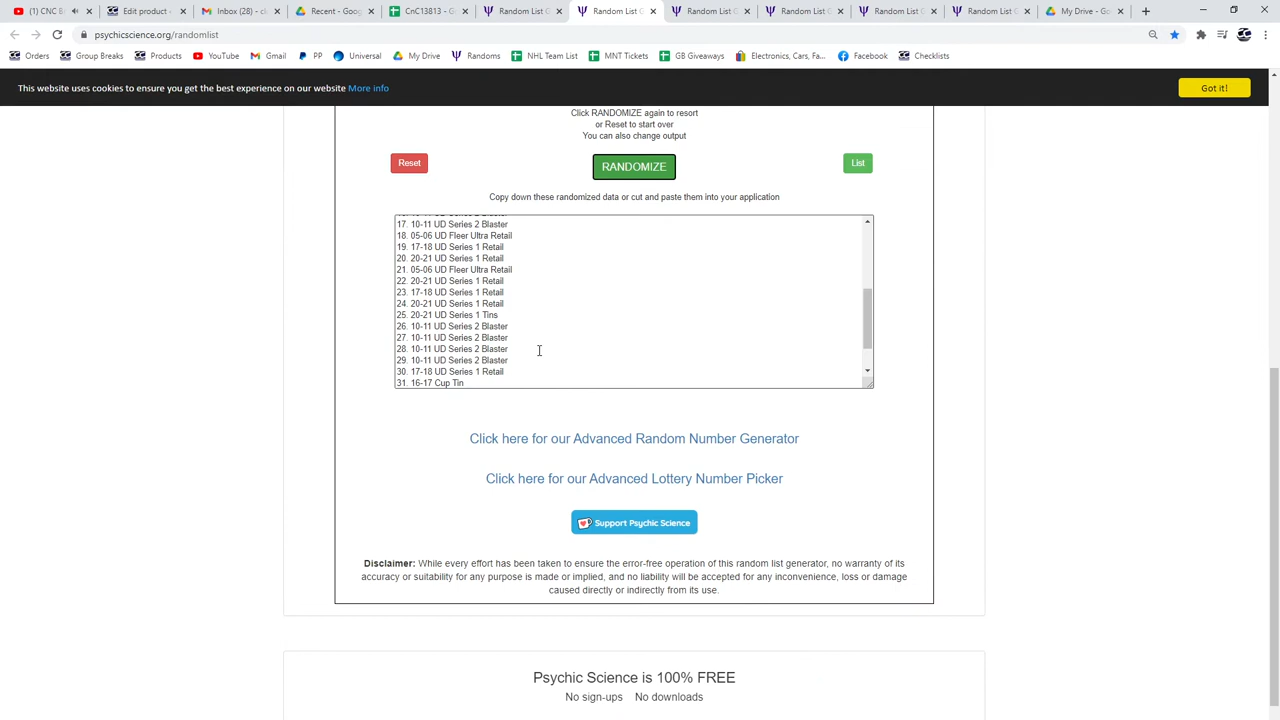 (1) CNC B
Edit product -
Inbox (28) - cl
Recent - Goog
CnC13813 - G
Random List G
Random List G
Random List G
Random List G
Random List G
Random List G
My Drive - Go
psychicscience.org/randomlist
Orders
Group Breaks
Products
YouTube
Gmail
PP
Universal
My Drive
Randoms
NHL Team List
MNT Tickets
GB Giveaways
Electronics, Cars, Fa...
Facebook
Checklists
This website uses cookies to ensure you get the best experience on our website More info
Got it!
Click RANDOMIZE again to resort
or Reset to start over
You can also change output
Reset
RANDOMIZE
List
Copy down these randomized data or cut and paste them into your application
17. 10-11 UD Series 2 Blaster
18. 05-06 UD Fleer Ultra Retail
19. 17-18 UD Series 1 Retail
20. 20-21 UD Series 1 Retail
21. 05-06 UD Fleer Ultra Retail
22. 20-21 UD Series 1 Retail
23. 17-18 UD Series 1 Retail
24. 20-21 UD Series 1 Retail
25. 20-21 UD Series 1 Tins
26. 10-11 UD Series 2 Blaster
27. 10-11 UD Series 2 Blaster
28. 10-11 UD Series 2 Blaster
29. 10-11 UD Series 2 Blaster
30. 17-18 UD Series 1 Retail
31. 16-17 Cup Tin
Click here for our Advanced Random Number Generator
Click here for our Advanced Lottery Number Picker
Support Psychic Science
Disclaimer: While every effort has been taken to ensure the error-free operation of this random list generator, no warranty of its
accuracy or suitability for any purpose is made or implied, and no liability will be accepted for any inconvenience, loss or damage
caused directly or indirectly from its use.
Psychic Science is 100% FREE
No sign-ups No downloads